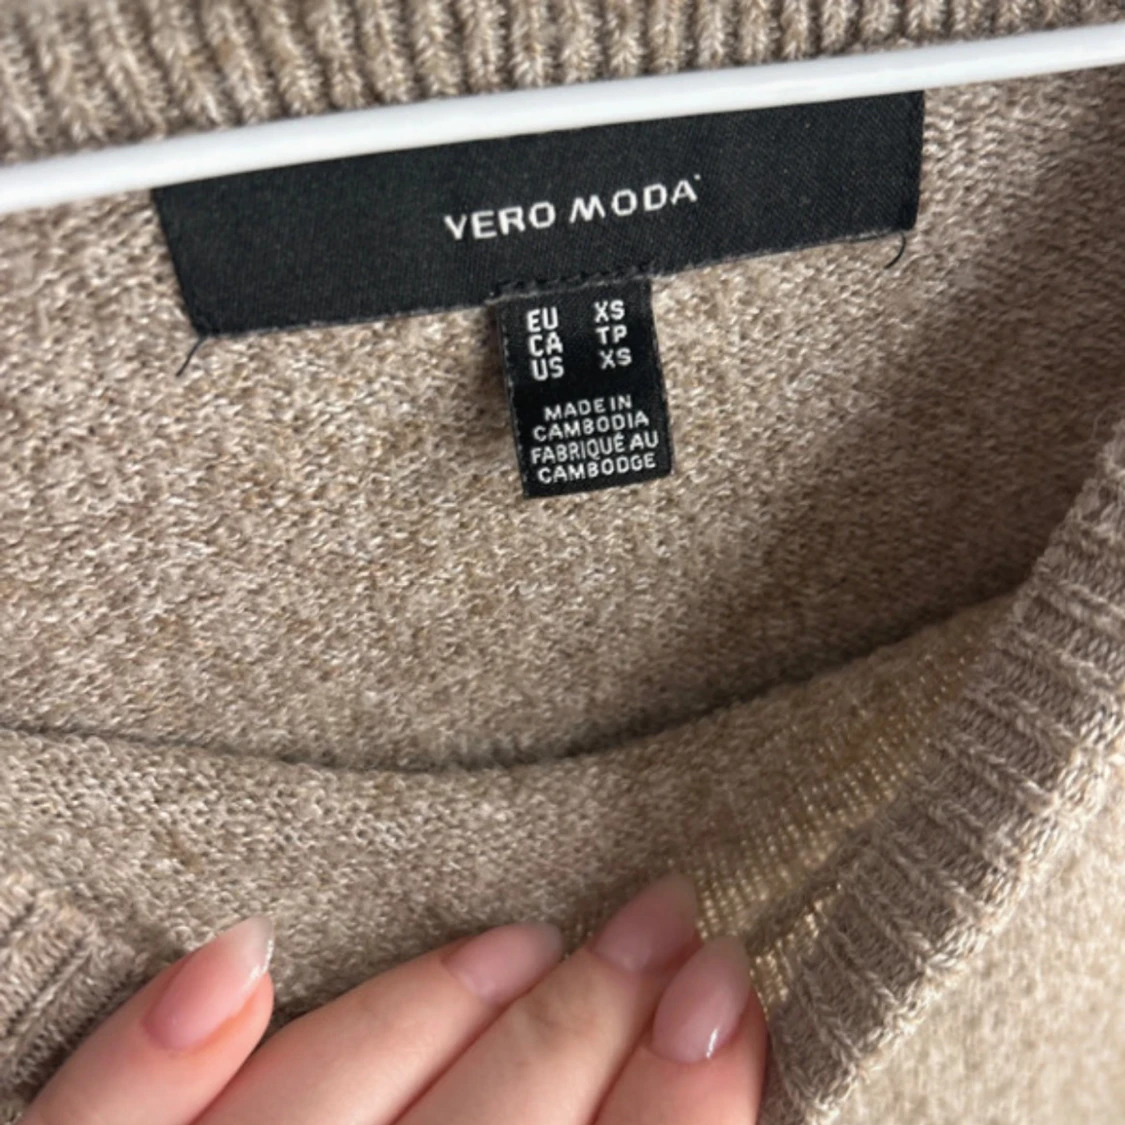 VERO MODA
EU XS
CA TP
US XS
MADE IN
CAMBODIA
FABRIQUÉ AU
CAMBODGE